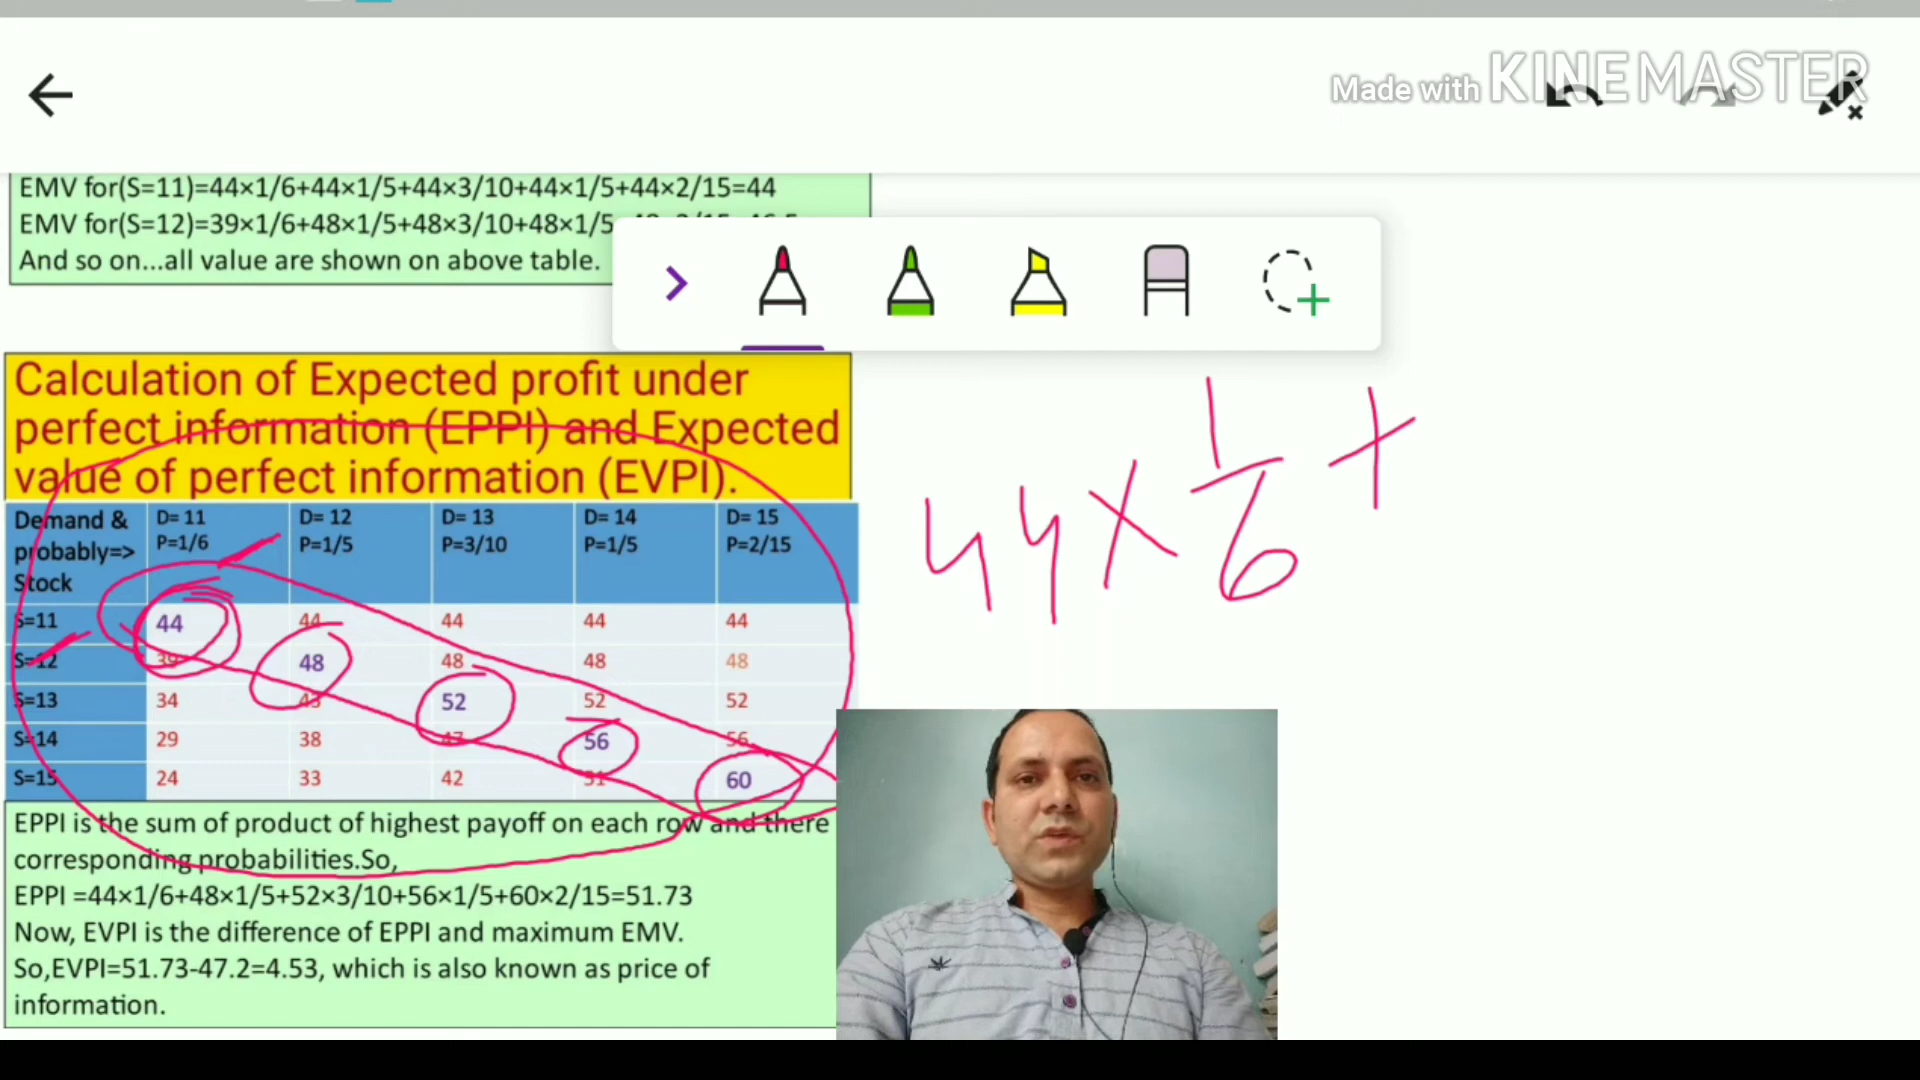 Made with KINEMASTER
EMV for(S=11)=44×1/6+44×1/5+44×3/10+44×1/5+44×2/15=44
EMV for(S=12)=39×1/6+48×1/5+48×3/10+48×1/5
And so on...all value are shown on above table.
Calculation of Expected profit under
perfect information (EPPI) and Expected
value of perfect information (EVPI).
Demand & probably=> Stock D= 11 P=1/6 D= 12 P=1/5 D= 13 P=3/10 D= 14 P=1/5 D= 15 P=2/15
S=11 44 44 44 44 44
S=12 39 48 48 48 48
S=13 34 43 52 52 52
S=14 29 38 47 56 56
S=15 24 33 42 51 60
EPPI is the sum of product of highest payoff on each row and there
corresponding probabilities.So,
EPPI =44×1/6+48×1/5+52×3/10+56×1/5+60×2/15=51.73
Now, EVPI is the difference of EPPI and maximum EMV.
So,EVPI=51.73-47.2=4.53, which is also known as price of
information.
44×1/6+